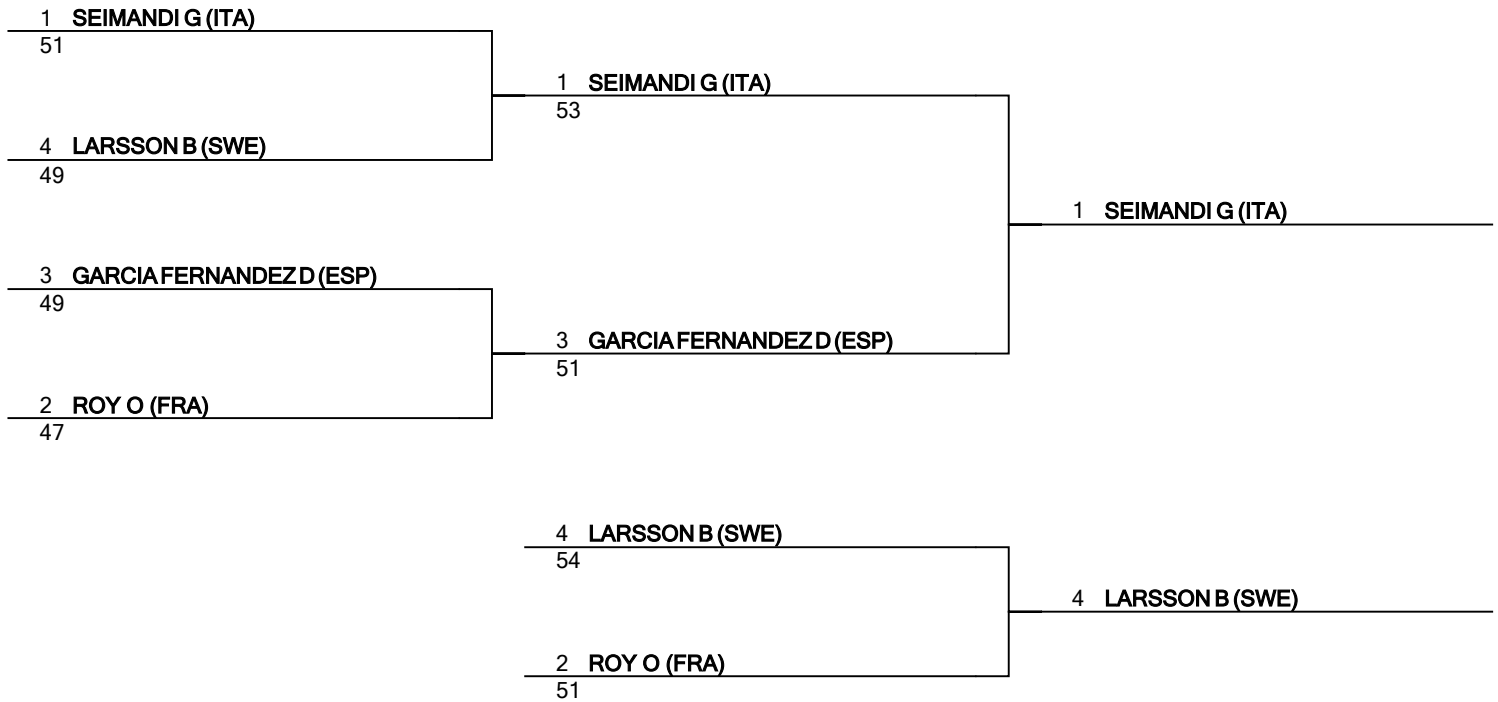 1 SEIMANDI G (ITA)
51
4 LARSSON B (SWE)
49
3 GARCIA FERNANDEZ D (ESP)
49
2 ROY O (FRA)
47
1 SEIMANDI G (ITA)
53
3 GARCIA FERNANDEZ D (ESP)
51
1 SEIMANDI G (ITA)
4 LARSSON B (SWE)
54
2 ROY O (FRA)
51
4 LARSSON B (SWE)